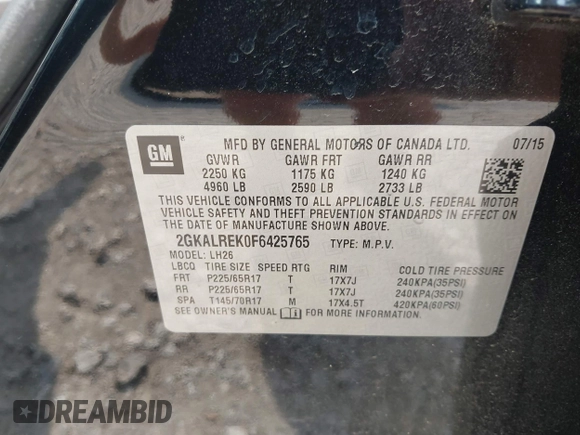 GM
MFD BY GENERAL MOTORS OF CANADA LTD. 07/15
GVWR GAWR FRT GAWR RR
2250 KG 1175 KG 1240 KG
4960 LB 2590 LB 2733 LB
THIS VEHICLE CONFORMS TO ALL APPLICABLE U.S. FEDERAL MOTOR
VEHICLE SAFETY AND THEFT PREVENTION STANDARDS IN EFFECT ON
THE DATE OF MANUFACTURE SHOWN ABOVE.
2GKALREK0F6425765 TYPE: M.P.V.
MODEL: LH26
LBCQ TIRE SIZE SPEED RTG RIM COLD TIRE PRESSURE
FRT P225/65R17 T 17X7J 240KPA(35PSI)
RR P225/65R17 T 17X7J 240KPA(35PSI)
SPA T145/70R17 M 17X4.5T 420KPA(60PSI)
SEE OWNER'S MANUAL FOR MORE INFORMATION.
DREAMBID